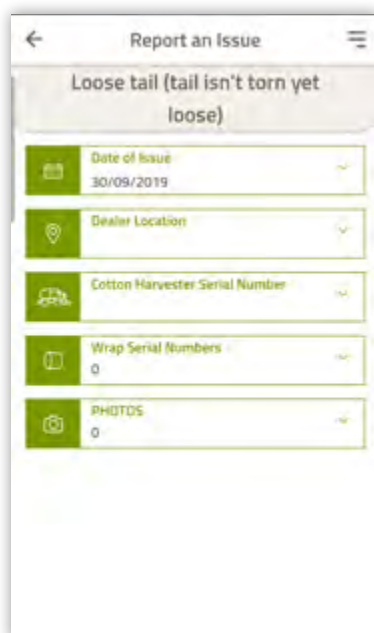 Report an Issue
Loose tail (tail isn't torn yet
loose)
Date of Issue
30/09/2019
Dealer Location
Cotton Harvester Serial Number
Wrap Serial Numbers
0
PHOTOS
0